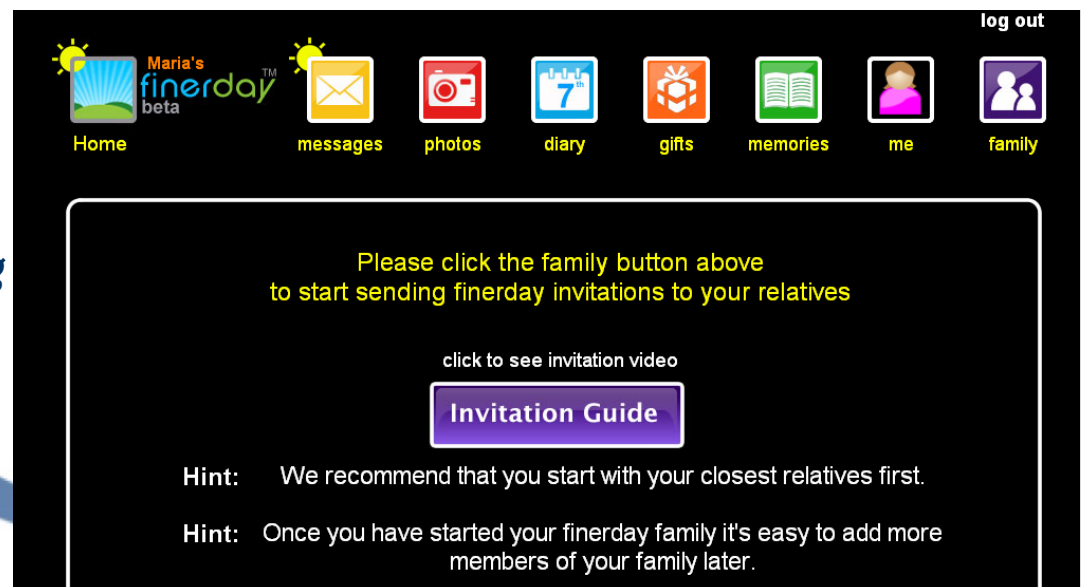 log out
Maria's
finerday™
beta
7th
Home
messages
photos
diary
gifts
memories
me
family
g
Please click the family button above
to start sending finerday invitations to your relatives
click to see invitation video
Invitation Guide
Hint: We recommend that you start with your closest relatives first.
Hint: Once you have started your finerday family it's easy to add more
members of your family later.